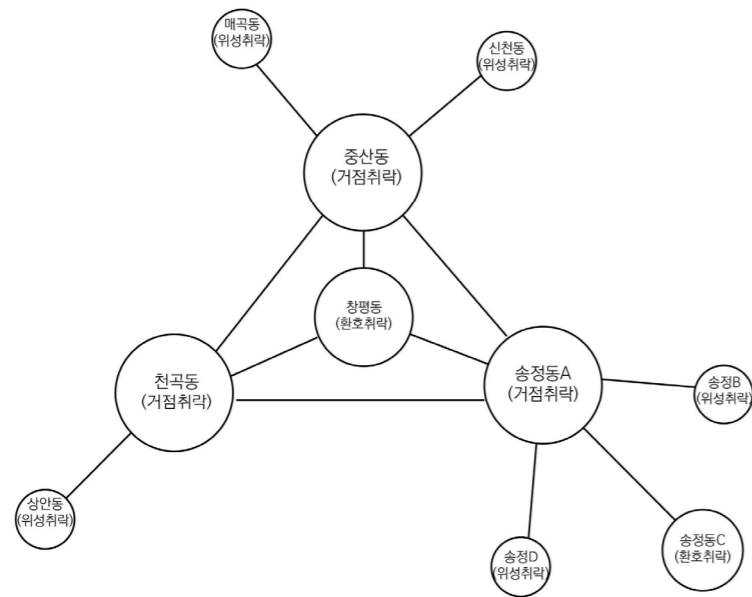 매곡동
(위성취락)
신천동
(위성취락)
중산동
(거점취락)
창평동
(환호취락)
천곡동
(거점취락)
송정동A
(거점취락)
송정B
(위성취락)
상안동
(위성취락)
송정D
(위성취락)
송정동C
(환호취락)